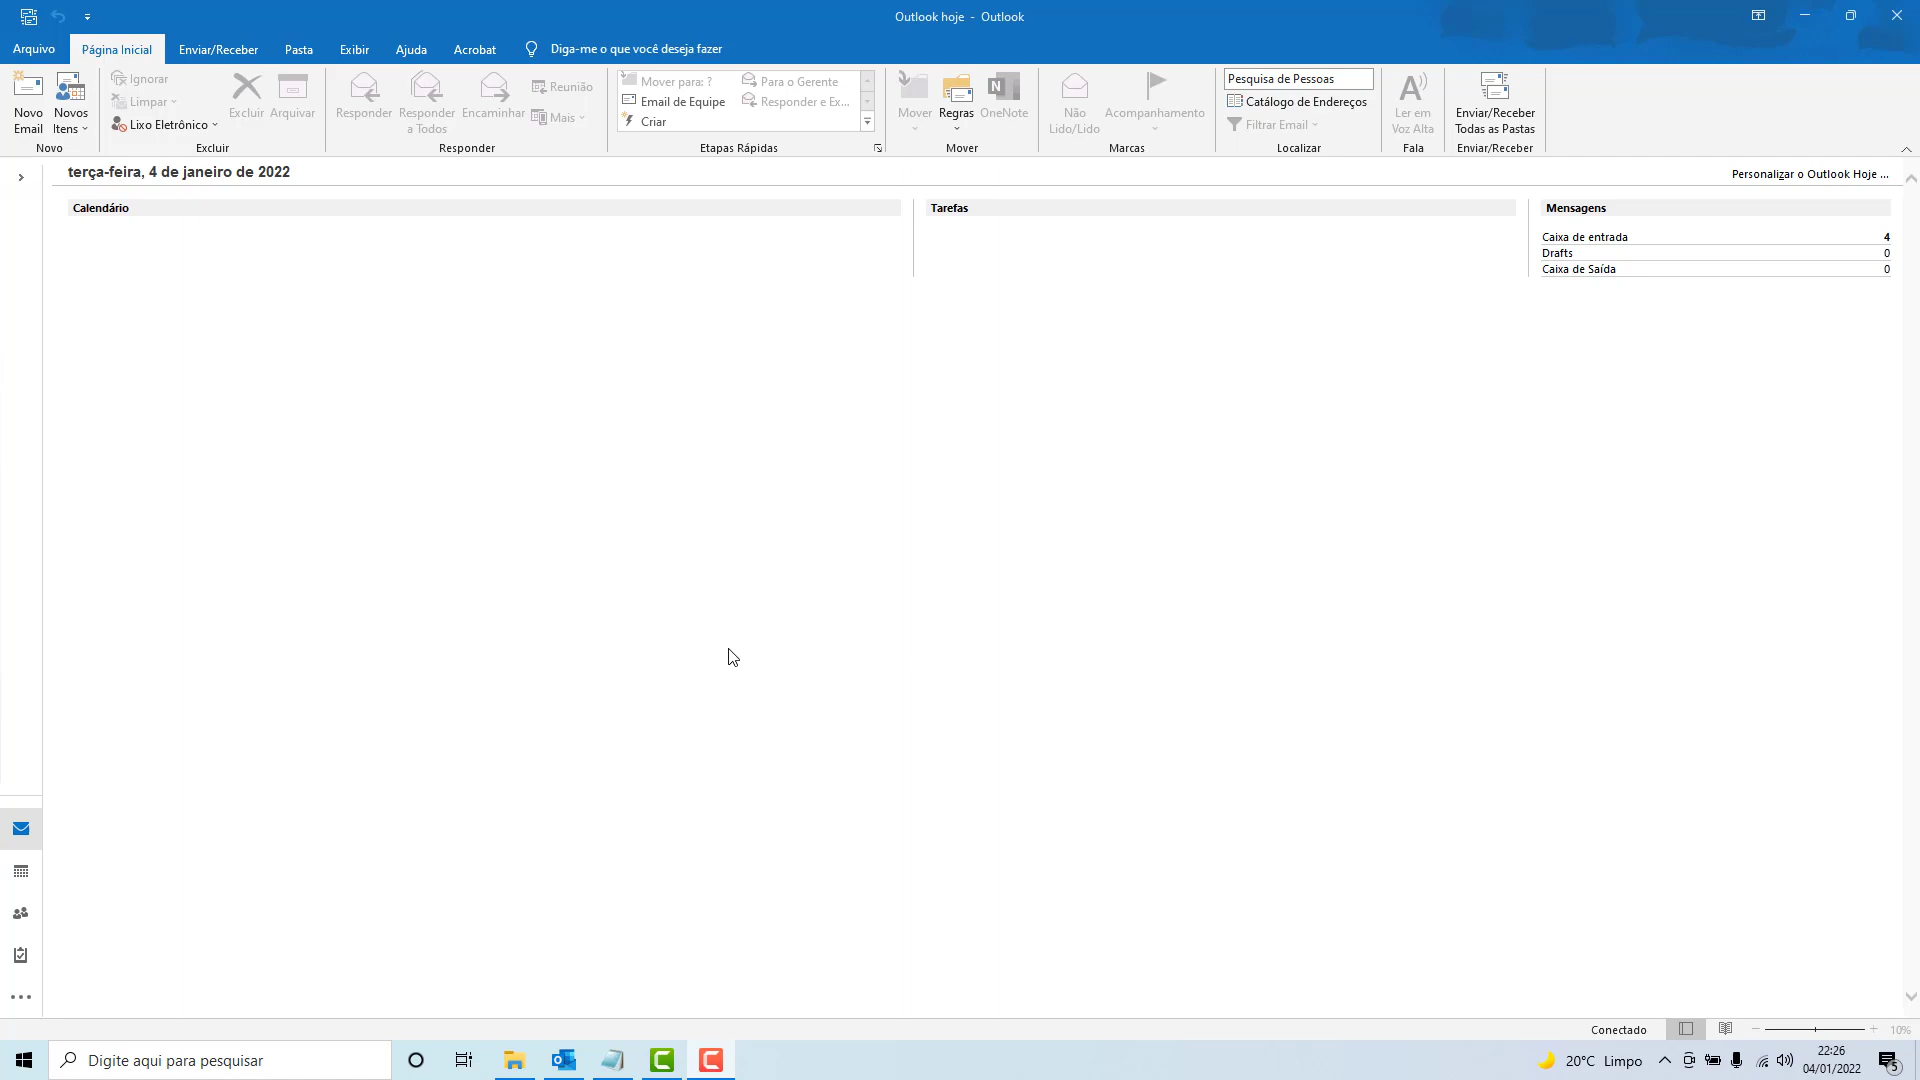 Outlook hoje - Outlook
Arquivo Página Inicial Enviar/Receber Pasta Exibir Ajuda Acrobat Diga-me o que você deseja fazer
Novo Email
Novos Itens
Novo
Ignorar
Limpar
Lixo Eletrônico
Excluir
Arquivar
Excluir
Responder
Responder a Todos
Encaminhar
Reunião
Mais
Responder
Mover para: ?
Email de Equipe
Criar
Para o Gerente
Responder e Ex...
Etapas Rápidas
Mover
Regras
OneNote
Mover
Não Lido/Lido
Acompanhamento
Marcas
Pesquisa de Pessoas
Catálogo de Endereços
Filtrar Email
Localizar
Ler em Voz Alta
Fala
Enviar/Receber Todas as Pastas
Enviar/Receber
terça-feira, 4 de janeiro de 2022
Personalizar o Outlook Hoje ...
Calendário
Tarefas
Mensagens
Caixa de entrada 4
Drafts 0
Caixa de Saída 0
Conectado
10%
Digite aqui para pesquisar
20°C Limpo
22:26
04/01/2022
5